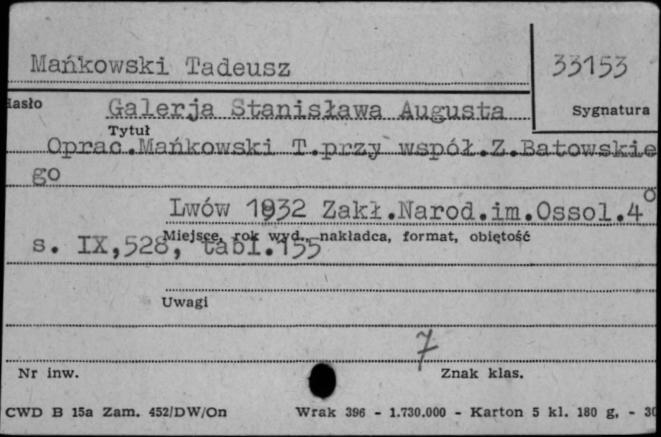 Mańkowski Tadeusz
33153
Hasło
Galerja Stanisława Augusta
Sygnatura
Tytuł
Oprac.Mańkowski T.przy współ.Z.Batowskie
go
Lwów 1932 Zakł.Narod.im.Ossol.4°
Miejsce, rok wyd., nakładca, format, objętość
s. IX,528, tabl.155
Uwagi
7
Nr inw.
Znak klas.
CWD B 15a Zam. 452/DW/On
Wrak 396 - 1.730.000 - Karton 5 kl. 180 g, - 30